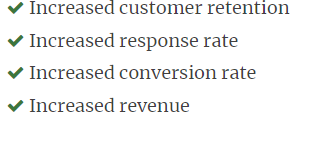 ✔ Increased customer retention
✔ Increased response rate
✔ Increased conversion rate
✔ Increased revenue